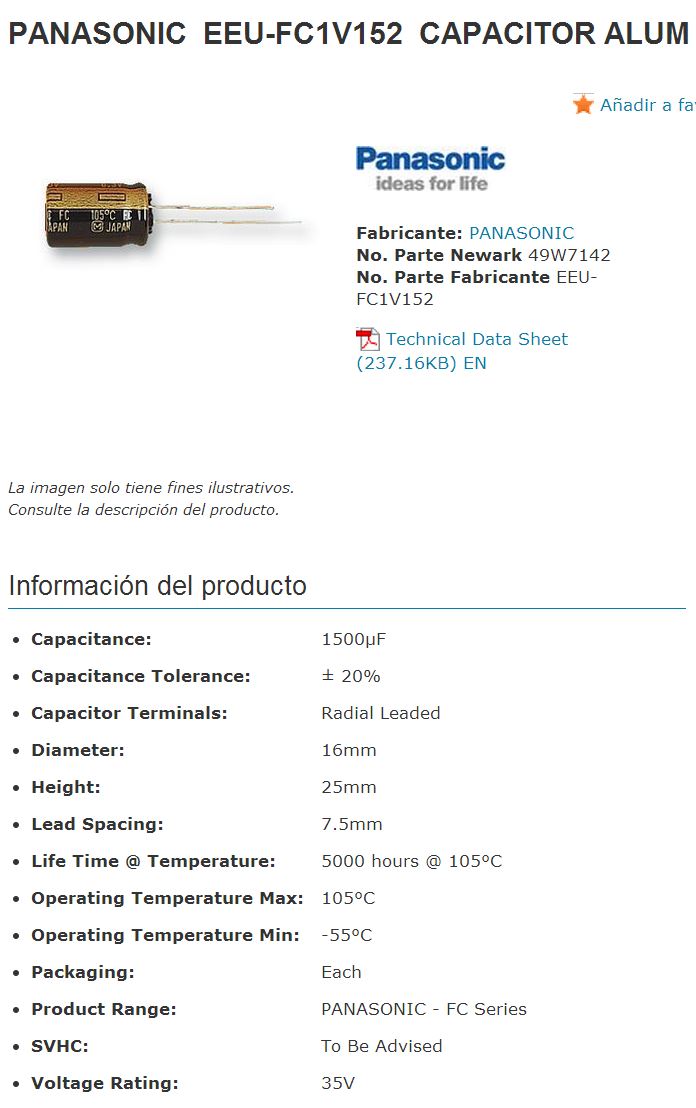 PANASONIC EEU-FC1V152 CAPACITOR ALUM
Añadir a fa
Panasonic
ideas for life
C FC 105°C
APAN M JAPAN
Fabricante: PANASONIC
No. Parte Newark 49W7142
No. Parte Fabricante EEU-
FC1V152
Technical Data Sheet
(237.16KB) EN
La imagen solo tiene fines ilustrativos.
Consulte la descripción del producto.
Información del producto
• Capacitance: 1500µF
• Capacitance Tolerance: ± 20%
• Capacitor Terminals: Radial Leaded
• Diameter: 16mm
• Height: 25mm
• Lead Spacing: 7.5mm
• Life Time @ Temperature: 5000 hours @ 105ºC
• Operating Temperature Max: 105ºC
• Operating Temperature Min: -55ºC
• Packaging: Each
• Product Range: PANASONIC - FC Series
• SVHC: To Be Advised
• Voltage Rating: 35V